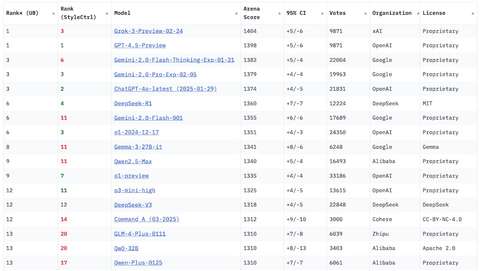 Rank* (UB) Rank (StyleCtrl) Model Arena Score 95% CI Votes Organization License
1 3 Grok-3-Preview-02-24 1404 +5/-6 9871 xAI Proprietary
1 1 GPT-4.5-Preview 1398 +5/-6 9871 OpenAI Proprietary
3 6 Gemini-2.0-Flash-Thinking-Exp-01-21 1383 +5/-4 22004 Google Proprietary
3 3 Gemini-2.0-Pro-Exp-02-05 1379 +4/-4 19963 Google Proprietary
3 2 ChatGPT-4o-latest (2025-01-29) 1374 +4/-5 21831 OpenAI Proprietary
6 4 DeepSeek-R1 1360 +7/-7 12224 DeepSeek MIT
6 11 Gemini-2.0-Flash-001 1355 +6/-6 17689 Google Proprietary
6 3 o1-2024-12-17 1351 +4/-3 24350 OpenAI Proprietary
8 11 Gemma-3-27B-it 1341 +8/-6 6248 Google Gemma
9 11 Qwen2.5-Max 1340 +5/-4 16493 Alibaba Proprietary
9 7 o1-preview 1335 +4/-4 33186 OpenAI Proprietary
12 11 o3-mini-high 1325 +4/-5 13615 OpenAI Proprietary
12 12 DeepSeek-V3 1318 +4/-5 22848 DeepSeek DeepSeek
12 14 Command A (03-2025) 1312 +9/-10 3000 Cohere CC-BY-NC-4.0
13 20 GLM-4-Plus-0111 1310 +7/-8 6039 Zhipu Proprietary
13 20 QwQ-32B 1310 +8/-13 3403 Alibaba Apache 2.0
13 17 Qwen-Plus-0125 1310 +7/-7 6061 Alibaba Proprietary